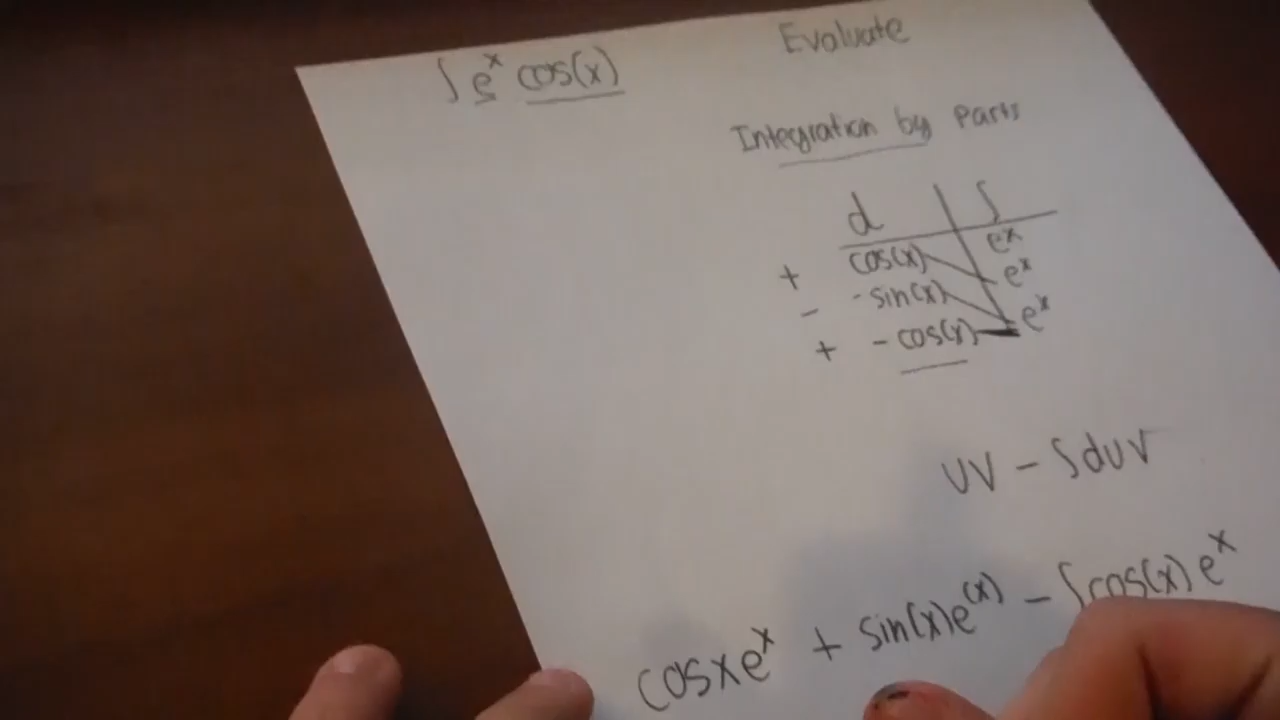 ∫ e^x cos(x)
Evaluate
Integration by Parts
d | ∫
+ cos(x) e^x
- -sin(x) e^x
+ -cos(x) e^x
UV - ∫duv
cosxe^x + sin(x)e^(x) - ∫cos(x)e^x